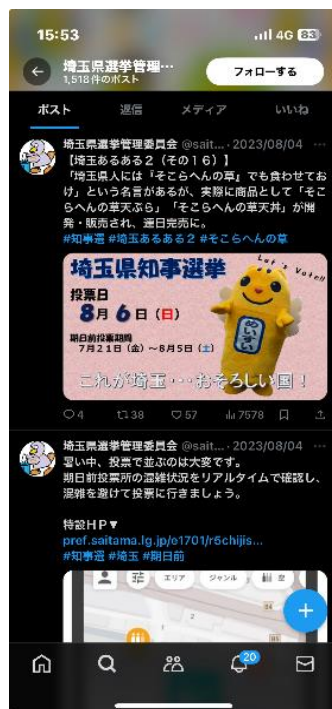 15:53
4G 83
埼玉県選挙管理…
1,518件のポスト
フォローする
ポスト
返信
メディア
いいね
埼玉県選挙管理委員会 @sait… · 2023/08/04
【埼玉あるある2（その16）】
「埼玉県人には『そこらへんの草』でも食わせてお
け」という名言があるが、実際に商品として「そこ
らへんの草天ぷら」「そこらへんの草天丼」が開
発・販売され、連日完売に。
#知事選 #埼玉あるある2 #そこらへんの草
Let's Vote!!
埼玉県知事選挙
投票日
8月6日（日）
期日前投票期間
7月21日（金）～8月5日（土）
めいすい
これが埼玉・・・おそろしい国！
4
38
57
7578
埼玉県選挙管理委員会 @sait… · 2023/08/04
暑い中、投票で並ぶのは大変です。
期日前投票所の混雑状況をリアルタイムで確認し、
混雑を避けて投票に行きましょう。
特設HP▼
pref.saitama.lg.jp/e1701/r5chijis…
#知事選 #埼玉 #期日前
エリア
ジャンル
空
20